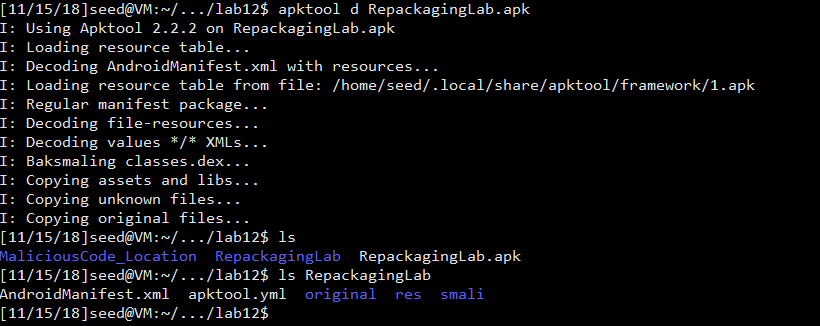 [11/15/18]seed@VM:~/.../lab12$ apktool d RepackagingLab.apk
I: Using Apktool 2.2.2 on RepackagingLab.apk
I: Loading resource table...
I: Decoding AndroidManifest.xml with resources...
I: Loading resource table from file: /home/seed/.local/share/apktool/framework/1.apk
I: Regular manifest package...
I: Decoding file-resources...
I: Decoding values */* XMLs...
I: Baksmaling classes.dex...
I: Copying assets and libs...
I: Copying unknown files...
I: Copying original files...
[11/15/18]seed@VM:~/.../lab12$ ls
MaliciousCode_Location  RepackagingLab  RepackagingLab.apk
[11/15/18]seed@VM:~/.../lab12$ ls RepackagingLab
AndroidManifest.xml  apktool.yml  original  res  smali
[11/15/18]seed@VM:~/.../lab12$